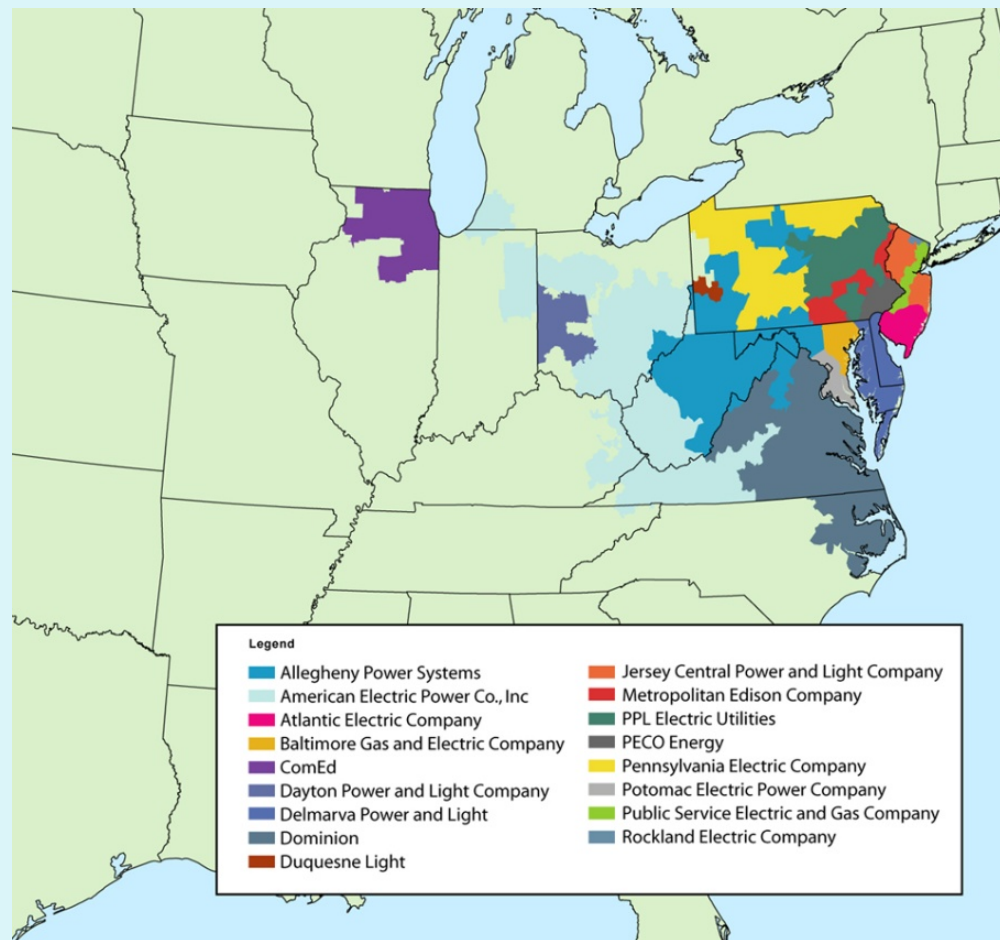 Legend
Allegheny Power Systems
American Electric Power Co., Inc
Atlantic Electric Company
Baltimore Gas and Electric Company
ComEd
Dayton Power and Light Company
Delmarva Power and Light
Dominion
Duquesne Light
Jersey Central Power and Light Company
Metropolitan Edison Company
PPL Electric Utilities
PECO Energy
Pennsylvania Electric Company
Potomac Electric Power Company
Public Service Electric and Gas Company
Rockland Electric Company